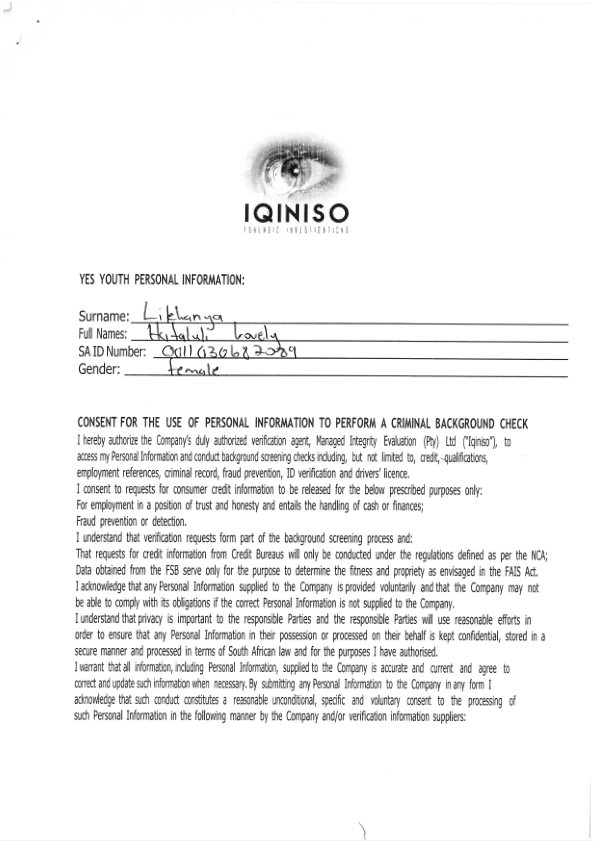 IQINISO
FORENSIC INVESTIGATIONS
YES YOUTH PERSONAL INFORMATION:
Surname: Likhanya
Full Names: Lovely
SA ID Number:
Gender: female
CONSENT FOR THE USE OF PERSONAL INFORMATION TO PERFORM A CRIMINAL BACKGROUND CHECK
I hereby authorize the Company's duly authorized verification agent, Managed Integrity Evaluation (Pty) Ltd ("Iqiniso"), to
access my Personal Information and conduct background screening checks including, but not limited to, credit, qualifications,
employment references, criminal record, fraud prevention, ID verification and drivers' licence.
I consent to requests for consumer credit information to be released for the below prescribed purposes only:
For employment in a position of trust and honesty and entails the handling of cash or finances;
Fraud prevention or detection.
I understand that verification requests form part of the background screening process and:
That requests for credit information from Credit Bureaus will only be conducted under the regulations defined as per the NCA;
Data obtained from the FSB serve only for the purpose to determine the fitness and propriety as envisaged in the FAIS Act.
I acknowledge that any Personal Information supplied to the Company is provided voluntarily and that the Company may not
be able to comply with its obligations if the correct Personal Information is not supplied to the Company.
I understand that privacy is important to the responsible Parties and the responsible Parties will use reasonable efforts in
order to ensure that any Personal Information in their possession or processed on their behalf is kept confidential, stored in a
secure manner and processed in terms of South African law and for the purposes I have authorised.
I warrant that all information, including Personal Information, supplied to the Company is accurate and current and agree to
correct and update such information when necessary. By submitting any Personal Information to the Company in any form I
acknowledge that such conduct constitutes a reasonable unconditional, specific and voluntary consent to the processing of
such Personal Information in the following manner by the Company and/or verification information suppliers: